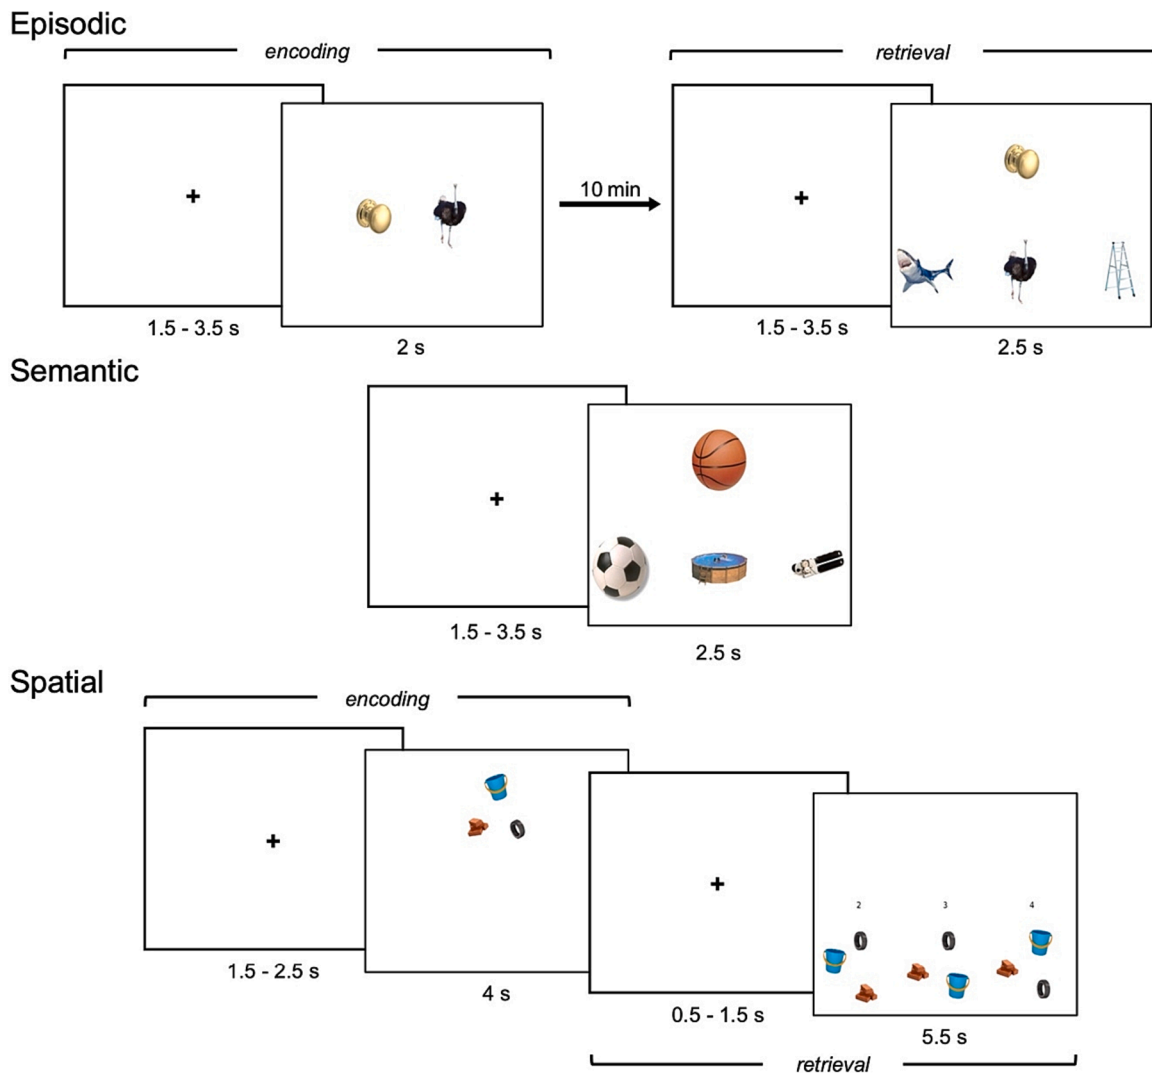 Episodic
encoding
retrieval
+
+
10 min
1.5 - 3.5 s
2 s
1.5 - 3.5 s
2.5 s
Semantic
+
1.5 - 3.5 s
2.5 s
Spatial
encoding
+
+
2 3 4
1.5 - 2.5 s
4 s
0.5 - 1.5 s
5.5 s
retrieval